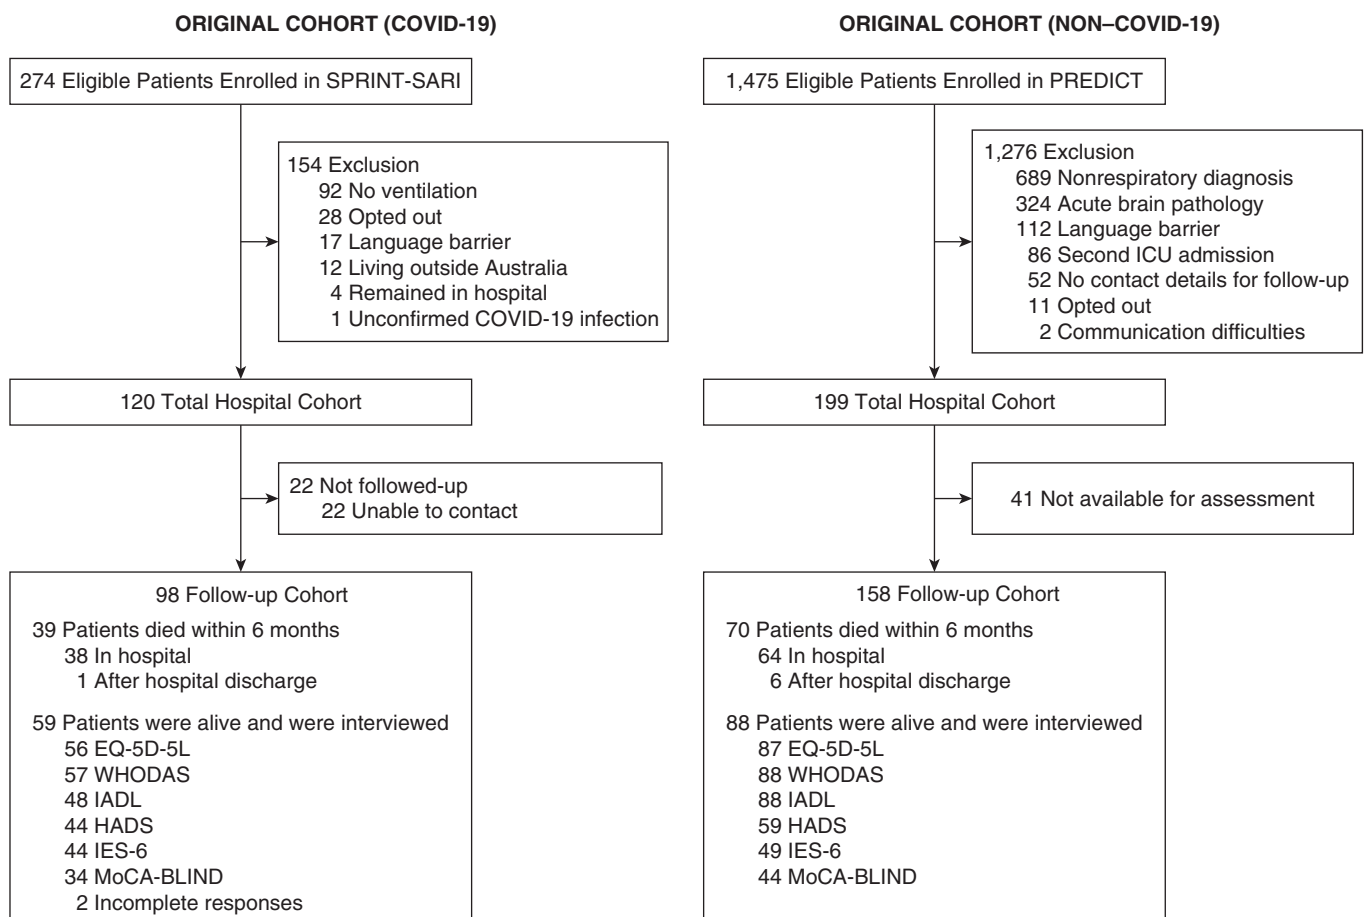 ORIGINAL COHORT (COVID-19)
274 Eligible Patients Enrolled in SPRINT-SARI
154 Exclusion
92 No ventilation
28 Opted out
17 Language barrier
12 Living outside Australia
4 Remained in hospital
1 Unconfirmed COVID-19 infection
120 Total Hospital Cohort
22 Not followed-up
22 Unable to contact
98 Follow-up Cohort
39 Patients died within 6 months
38 In hospital
1 After hospital discharge
59 Patients were alive and were interviewed
56 EQ-5D-5L
57 WHODAS
48 IADL
44 HADS
44 IES-6
34 MoCA-BLIND
2 Incomplete responses
ORIGINAL COHORT (NON–COVID-19)
1,475 Eligible Patients Enrolled in PREDICT
1,276 Exclusion
689 Nonrespiratory diagnosis
324 Acute brain pathology
112 Language barrier
86 Second ICU admission
52 No contact details for follow-up
11 Opted out
2 Communication difficulties
199 Total Hospital Cohort
41 Not available for assessment
158 Follow-up Cohort
70 Patients died within 6 months
64 In hospital
6 After hospital discharge
88 Patients were alive and were interviewed
87 EQ-5D-5L
88 WHODAS
88 IADL
59 HADS
49 IES-6
44 MoCA-BLIND